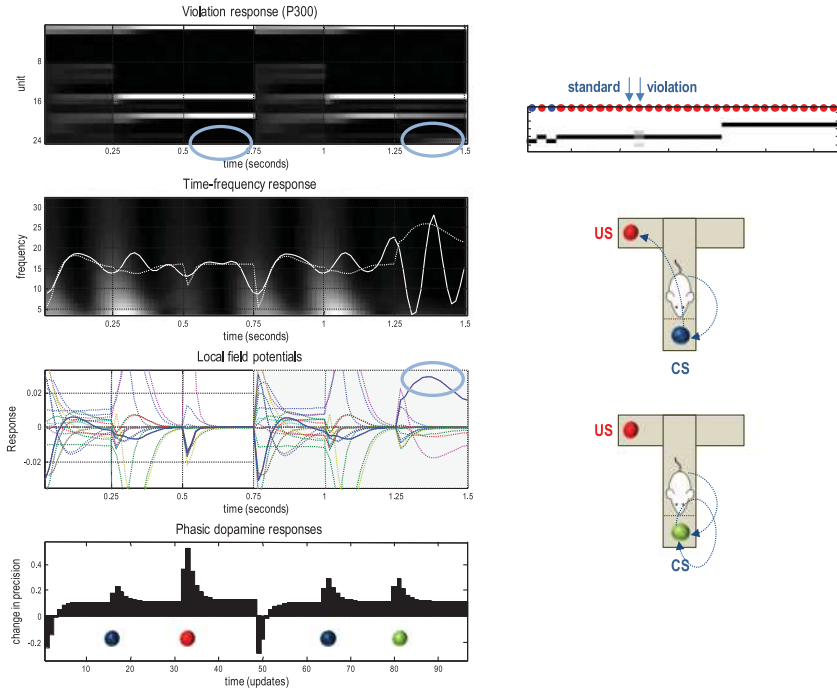 Violation response (P300)
unit
8
16
24
0.25
0.5
0.75
1
1.25
1.5
time (seconds)
Time-frequency response
frequency
30
25
20
15
10
5
0.25
0.5
0.75
1
1.25
1.5
time (seconds)
Local field potentials
Response
0.02
0
-0.02
0.25
0.5
0.75
1
1.25
1.5
time (seconds)
Phasic dopamine responses
change in precision
0.4
0.2
0
-0.2
10
20
30
40
50
60
70
80
90
time (updates)
standard
violation
US
CS
US
CS